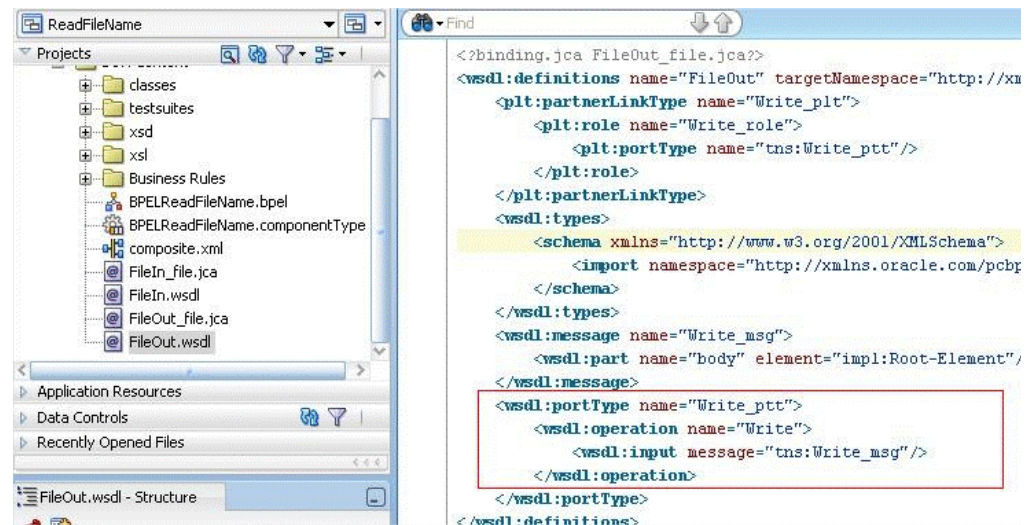 ReadFileName
Projects
classes
testsuites
xsd
xsl
Business Rules
BPELReadFileName.bpel
BPELReadFileName.componentType
composite.xml
FileIn_file.jca
FileIn.wsdl
FileOut_file.jca
FileOut.wsdl
Application Resources
Data Controls
Recently Opened Files
FileOut.wsdl - Structure
Find
<?binding.jca FileOut_file.jca?>
<wsdl:definitions name="FileOut" targetNamespace="http://xm
<plt:partnerLinkType name="Write_plt">
<plt:role name="Write_role">
<plt:portType name="tns:Write_ptt"/>
</plt:role>
</plt:partnerLinkType>
<wsdl:types>
<schema xmlns="http://www.w3.org/2001/XMLSchema">
<import namespace="http://xmlns.oracle.com/pcbp
</schema>
</wsdl:types>
<wsdl:message name="Write_msg">
<wsdl:part name="body" element="impl:Root-Element"/
</wsdl:message>
<wsdl:portType name="Write_ptt">
<wsdl:operation name="Write">
<wsdl:input message="tns:Write_msg"/>
</wsdl:operation>
</wsdl:portType>
</wsdl:definitions>